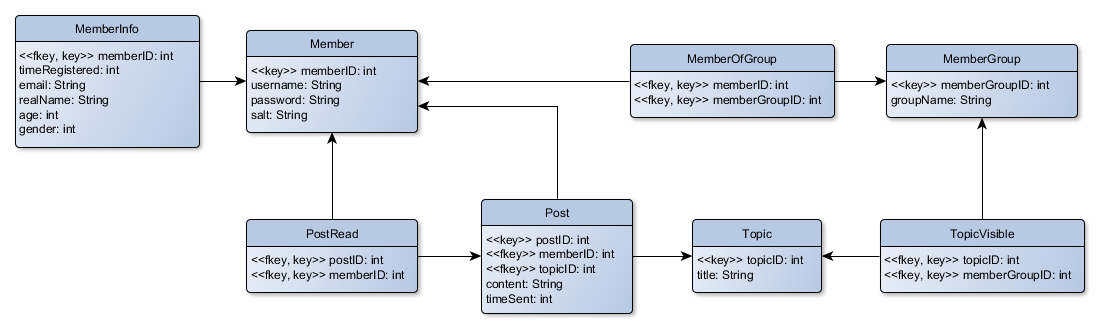 MemberInfo
<<fkey, key>> memberID: int
timeRegistered: int
email: String
realName: String
age: int
gender: int
Member
<<key>> memberID: int
username: String
password: String
salt: String
MemberOfGroup
<<fkey, key>> memberID: int
<<fkey, key>> memberGroupID: int
MemberGroup
<<key>> memberGroupID: int
groupName: String
PostRead
<<fkey, key>> postID: int
<<fkey, key>> memberID: int
Post
<<key>> postID: int
<<fkey>> memberID: int
<<fkey>> topicID: int
content: String
timeSent: int
Topic
<<key>> topicID: int
title: String
TopicVisible
<<fkey, key>> topicID: int
<<fkey, key>> memberGroupID: int